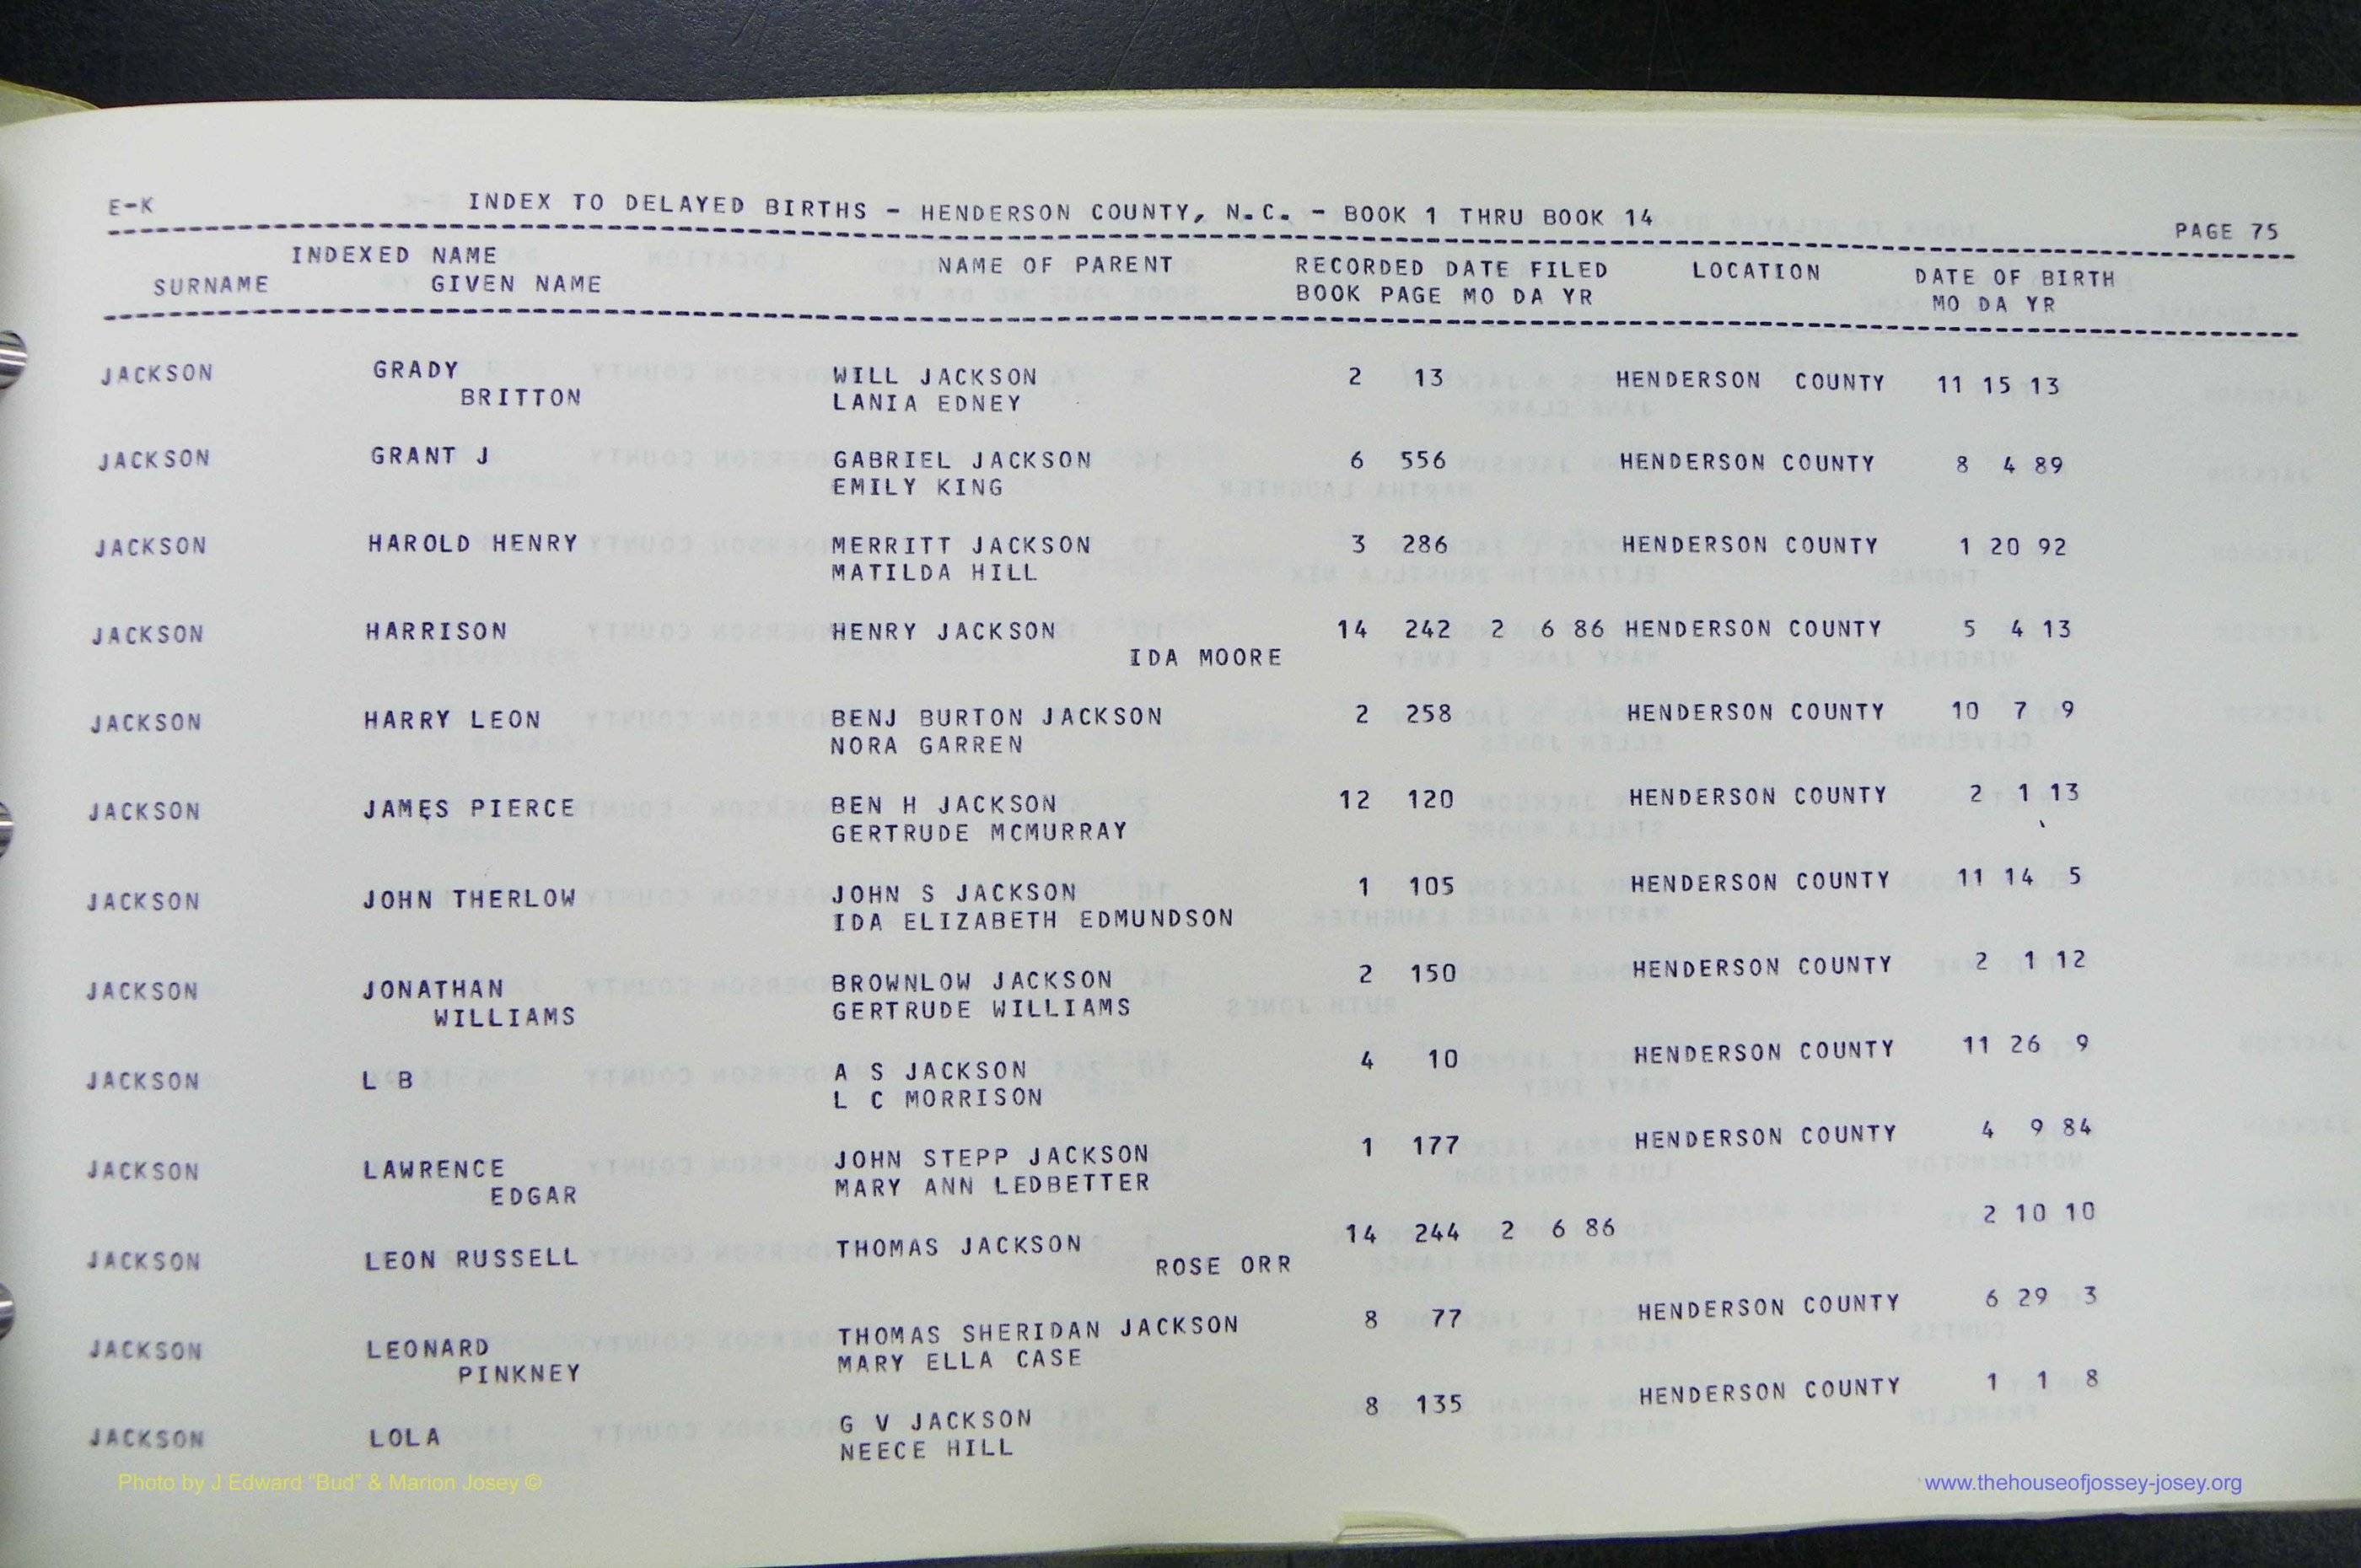 E-K INDEX TO DELAYED BIRTHS - HENDERSON COUNTY, N.C. - BOOK 1 THRU BOOK 14 PAGE 75
INDEXED NAME NAME OF PARENT RECORDED DATE FILED LOCATION DATE OF BIRTH
SURNAME GIVEN NAME BOOK PAGE MO DA YR MO DA YR
JACKSON GRADY WILL JACKSON 2 13 HENDERSON COUNTY 11 15 13
BRITTON LANIA EDNEY
JACKSON GRANT J GABRIEL JACKSON 6 556 HENDERSON COUNTY 8 4 89
EMILY KING
JACKSON HAROLD HENRY MERRITT JACKSON 3 286 HENDERSON COUNTY 1 20 92
MATILDA HILL
JACKSON HARRISON HENRY JACKSON 14 242 2 6 86 HENDERSON COUNTY 5 4 13
IDA MOORE
JACKSON HARRY LEON BENJ BURTON JACKSON 2 258 HENDERSON COUNTY 10 7 9
NORA GARREN
JACKSON JAMES PIERCE BEN H JACKSON 12 120 HENDERSON COUNTY 2 1 13
GERTRUDE MCMURRAY
JACKSON JOHN THERLOW JOHN S JACKSON 1 105 HENDERSON COUNTY 11 14 5
IDA ELIZABETH EDMUNDSON
JACKSON JONATHAN BROWNLOW JACKSON 2 150 HENDERSON COUNTY 2 1 12
WILLIAMS GERTRUDE WILLIAMS
JACKSON L B A S JACKSON 4 10 HENDERSON COUNTY 11 26 9
L C MORRISON
JACKSON LAWRENCE JOHN STEPP JACKSON 1 177 HENDERSON COUNTY 4 9 84
EDGAR MARY ANN LEDBETTER
JACKSON LEON RUSSELL THOMAS JACKSON 14 244 2 6 86 2 10 10
ROSE ORR
JACKSON LEONARD THOMAS SHERIDAN JACKSON 8 77 HENDERSON COUNTY 6 29 3
PINKNEY MARY ELLA CASE
JACKSON LOLA G V JACKSON 8 135 HENDERSON COUNTY 1 1 8
NEECE HILL
Photo by J Edward "Bud" & Marion Josey © www.thehouseofjossey-josey.org